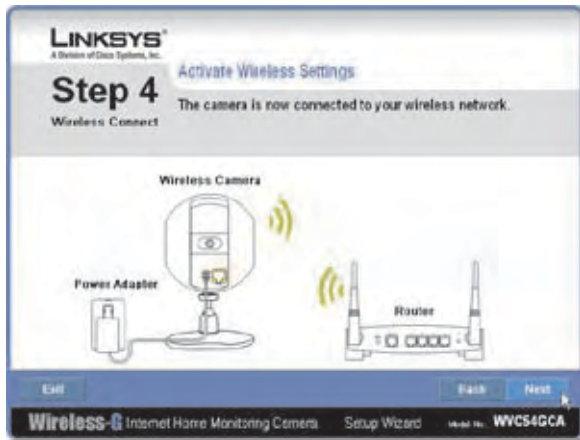 LINKSYS®
A Division of Cisco Systems, Inc.
Step 4
Wireless Connect
Activate Wireless Settings
The camera is now connected to your wireless network.
Wireless Camera
Power Adapter
Router
Exit
Back
Next
Wireless-G Internet Home Monitoring Camera
Setup Wizard
Model No. WVC54GCA